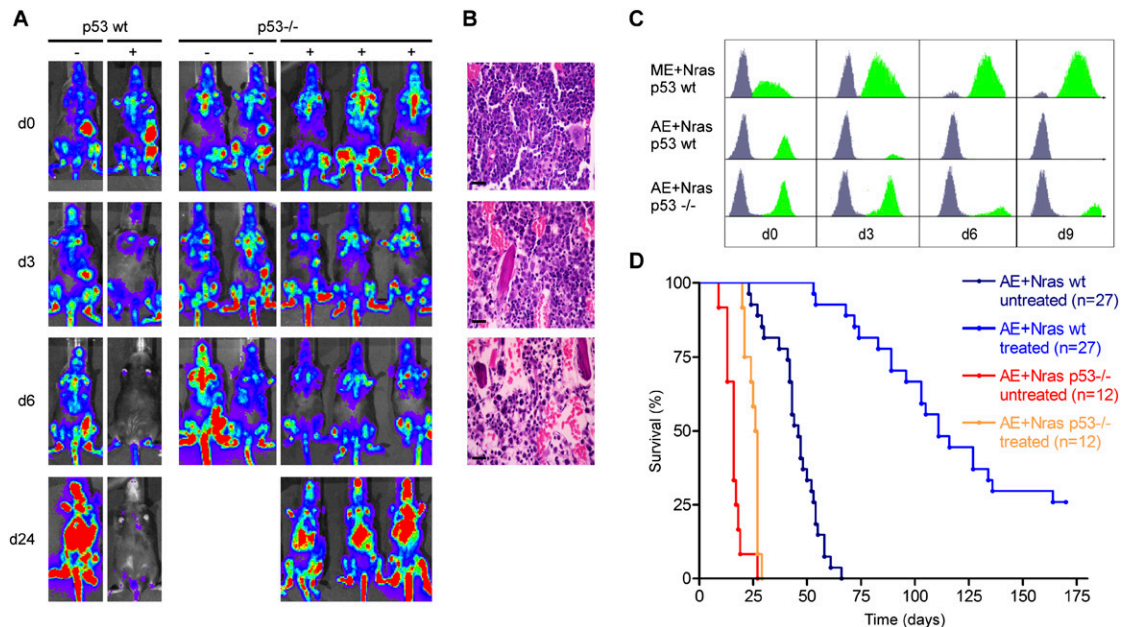 A
p53 wt
p53-/-
- + - - + + +
d0
d3
d6
d24
B
C
ME+Nras
p53 wt
AE+Nras
p53 wt
AE+Nras
p53 -/-
d0 d3 d6 d9
D
100
75
50
25
0
Survival (%)
0 25 50 75 100 125 150 175
Time (days)
AE+Nras wt
untreated (n=27)
AE+Nras wt
treated (n=27)
AE+Nras p53-/-
untreated (n=12)
AE+Nras p53-/-
treated (n=12)